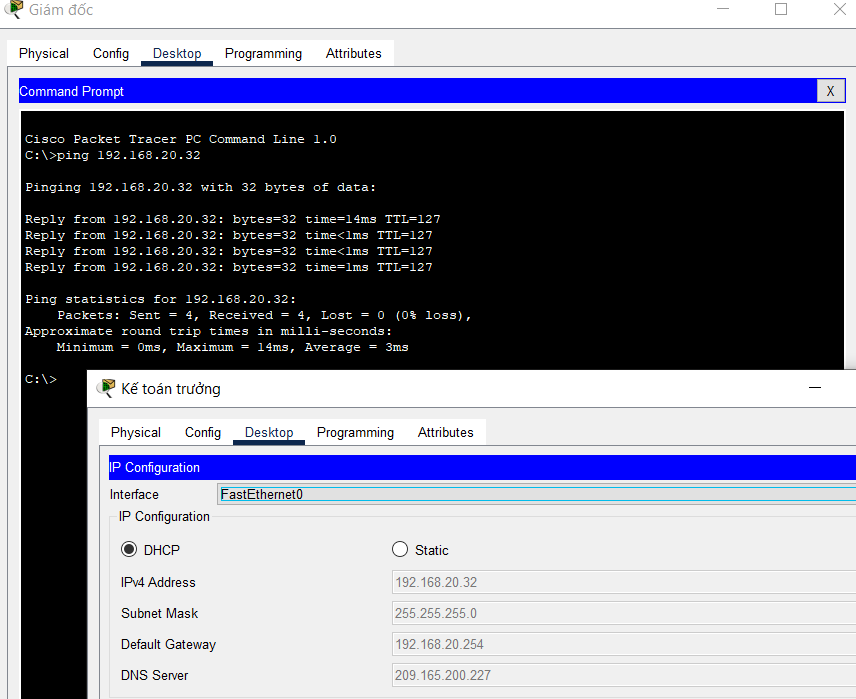 Giám đốc
Physical Config Desktop Programming Attributes
Command Prompt X
Cisco Packet Tracer PC Command Line 1.0
C:\>ping 192.168.20.32
Pinging 192.168.20.32 with 32 bytes of data:
Reply from 192.168.20.32: bytes=32 time=14ms TTL=127
Reply from 192.168.20.32: bytes=32 time<1ms TTL=127
Reply from 192.168.20.32: bytes=32 time<1ms TTL=127
Reply from 192.168.20.32: bytes=32 time=1ms TTL=127
Ping statistics for 192.168.20.32:
Packets: Sent = 4, Received = 4, Lost = 0 (0% loss),
Approximate round trip times in milli-seconds:
Minimum = 0ms, Maximum = 14ms, Average = 3ms
C:\>
Kế toán trưởng
Physical Config Desktop Programming Attributes
IP Configuration
Interface FastEthernet0
IP Configuration
DHCP Static
IPv4 Address 192.168.20.32
Subnet Mask 255.255.255.0
Default Gateway 192.168.20.254
DNS Server 209.165.200.227